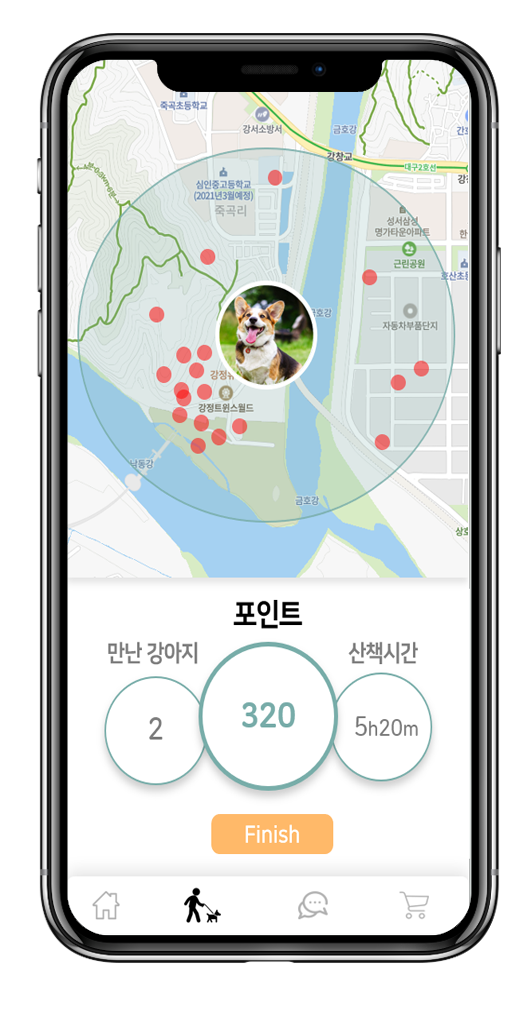 죽곡초등학교
강서소방서
금호강
강창교
대구2호선
심인중고등학교
(2021년3월예정)
죽곡리
성서삼성
명가타운아파트
근린공원
자동차부품단지
강정트윈스월드
낙동강
금호강
포인트
만난 강아지
산책시간
2
320
5h20m
Finish